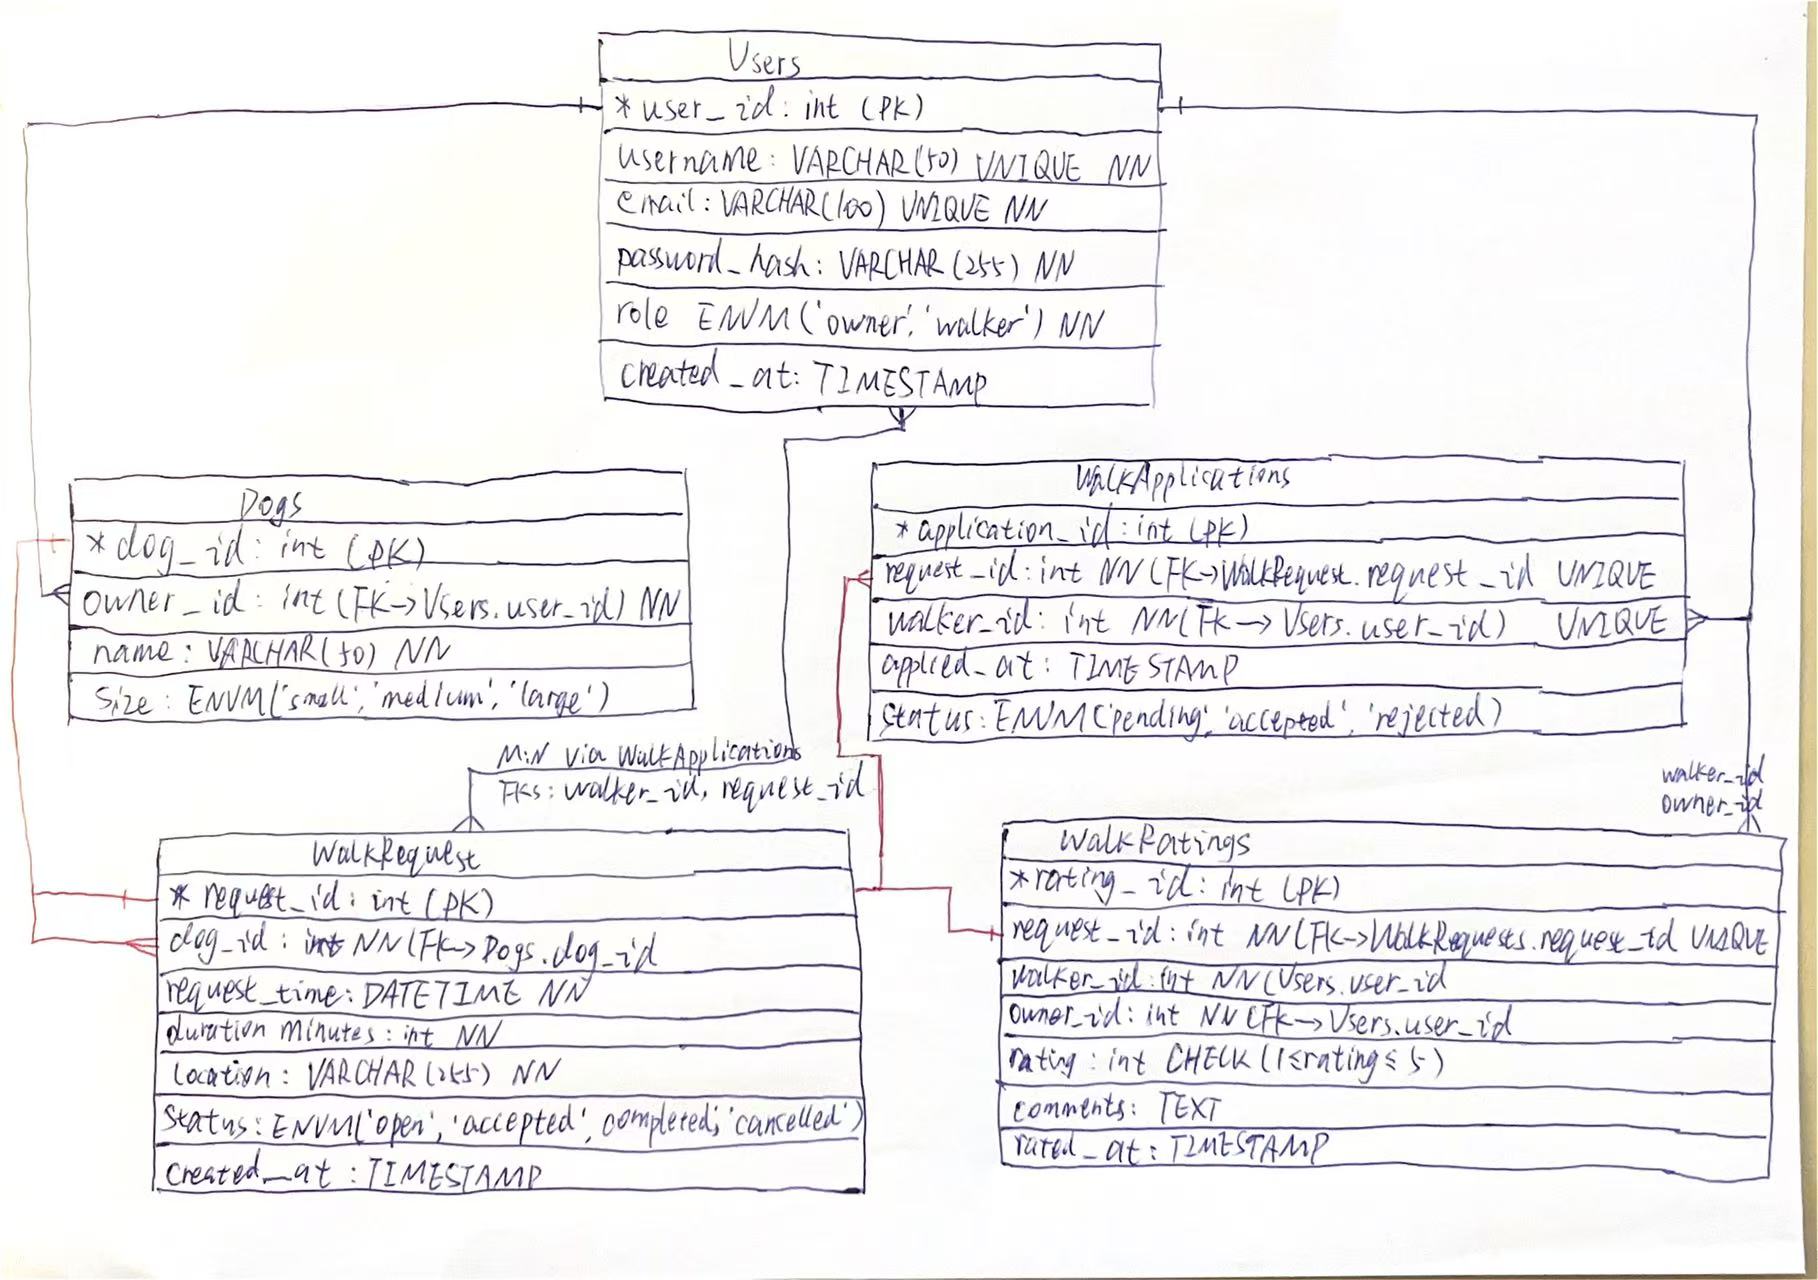 Users
* user_id: int (PK)
username: VARCHAR(50) UNIQUE NN
email: VARCHAR(100) UNIQUE NN
password_hash: VARCHAR(255) NN
role ENUM('owner', 'walker') NN
created_at: TIMESTAMP
Dogs
* dog_id: int (PK)
owner_id: int (FK→Users.user_id) NN
name: VARCHAR(50) NN
Size: ENUM('small', 'medium', 'large')
WalkApplications
* application_id: int (PK)
request_id: int NN (FK→WalkRequest.request_id UNIQUE
walker_id: int NN(FK→Users.user_id) UNIQUE
applied_at: TIMESTAMP
Status: ENUM('pending', 'accepted', 'rejected)
M:N via WalkApplications
FKs: walker_id, request_id
WalkRequest
* request_id: int (PK)
dog_id: int NN(FK→Dogs.dog_id
request_time: DATETIME NN
duration minutes: int NN
location: VARCHAR(255) NN
Status: ENUM('open', 'accepted', completed', 'cancelled')
created_at: TIMESTAMP
walker_id
owner_id
WalkRatings
*rating_id: int (PK)
request_id: int NN(FK→WalkRequests.request_id UNIQUE
walker_id: int NN(Users.user_id
owner_id: int NN(FK→Users.user_id
rating: int CHECK(1≤rating≤5)
comments: TEXT
rated_at: TIMESTAMP